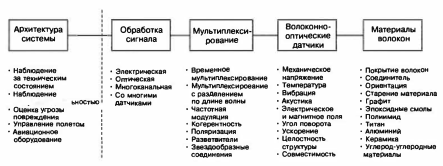 Архитектура
системы
Обработка
сигнала
Мультиплекси-
рование
Волоконно-
оптические
датчики
Материалы
волокон
• Наблюдение
за техническим
состоянием
• Наблюдение
ьностью
• Оценка угрозы
повреждения
• Управление полетом
• Авиационное
оборудование
• Электрическая
• Оптическая
• Многоканальная
• Со многими
датчиками
• Временное
мультиплексирование
• Мультиплексирование
с разделением
по длине волны
• Частотная
модуляция
• Когерентность
• Поляризация
• Разветвители
• Звездообразные
соединения
• Механическое
напряжение
• Температура
• Вибрация
• Акустика
• Электрическое
и магнитное поля
• Угол поворота
• Ускорение
• Целостность
структуры
• Совместимость
• Покрытие волокон
• Соединитель
• Ориентация
• Старение материала
• Графит
• Эпоксидные смолы
• Полиимид
• Титан
• Алюминий
• Керамика
• Углерод-углеродные
материалы